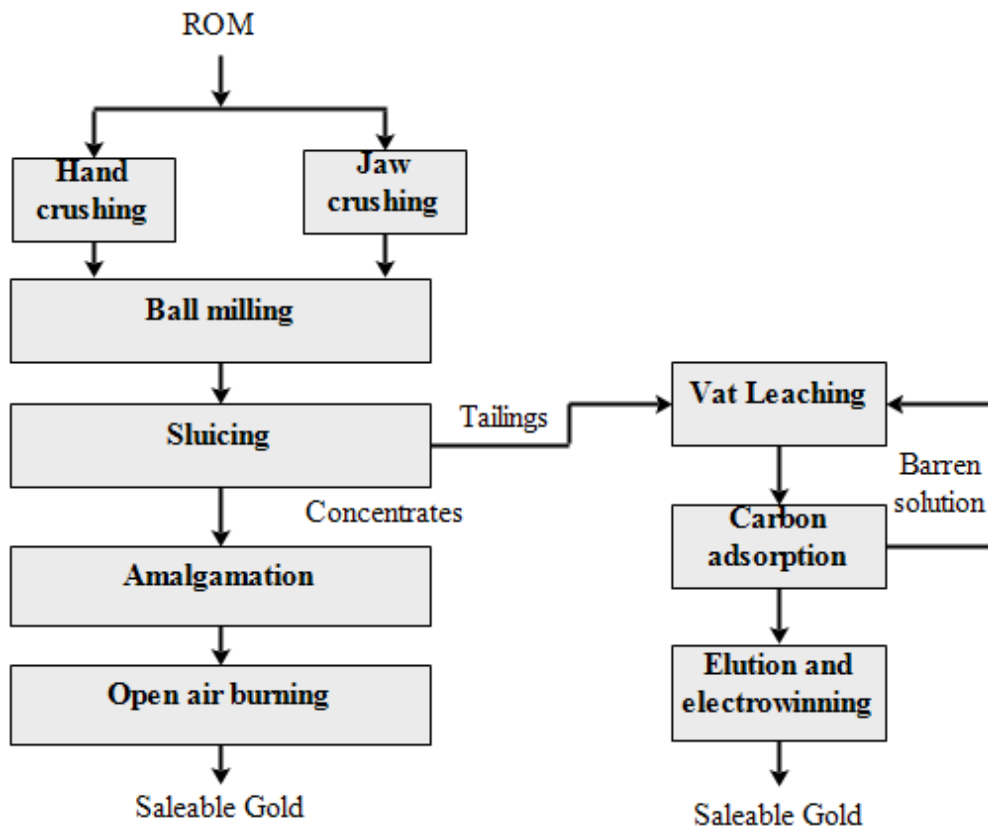 ROM
Hand
crushing
Jaw
crushing
Ball milling
Sluicing
Tailings
Concentrates
Amalgamation
Open air burning
Saleable Gold
Vat Leaching
Barren
solution
Carbon
adsorption
Elution and
electrowinning
Saleable Gold